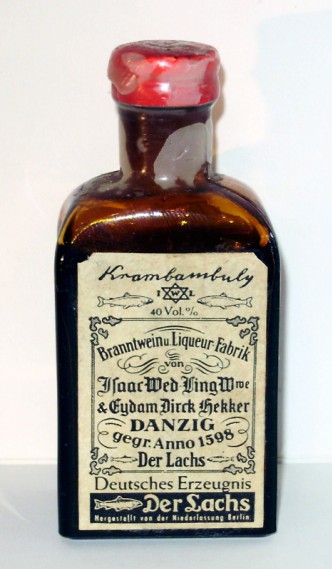 Krambambuly
I W L
40 Vol.%
Branntwein u. Liqueur-Fabrik
von
Isaac Wed Ling Wwe
& Eydam Dirck Hekker
DANZIG
gegr. Anno 1598
Der Lachs
Deutsches Erzeugnis
Der Lachs
Hergestellt von der Niederlassung Berlin